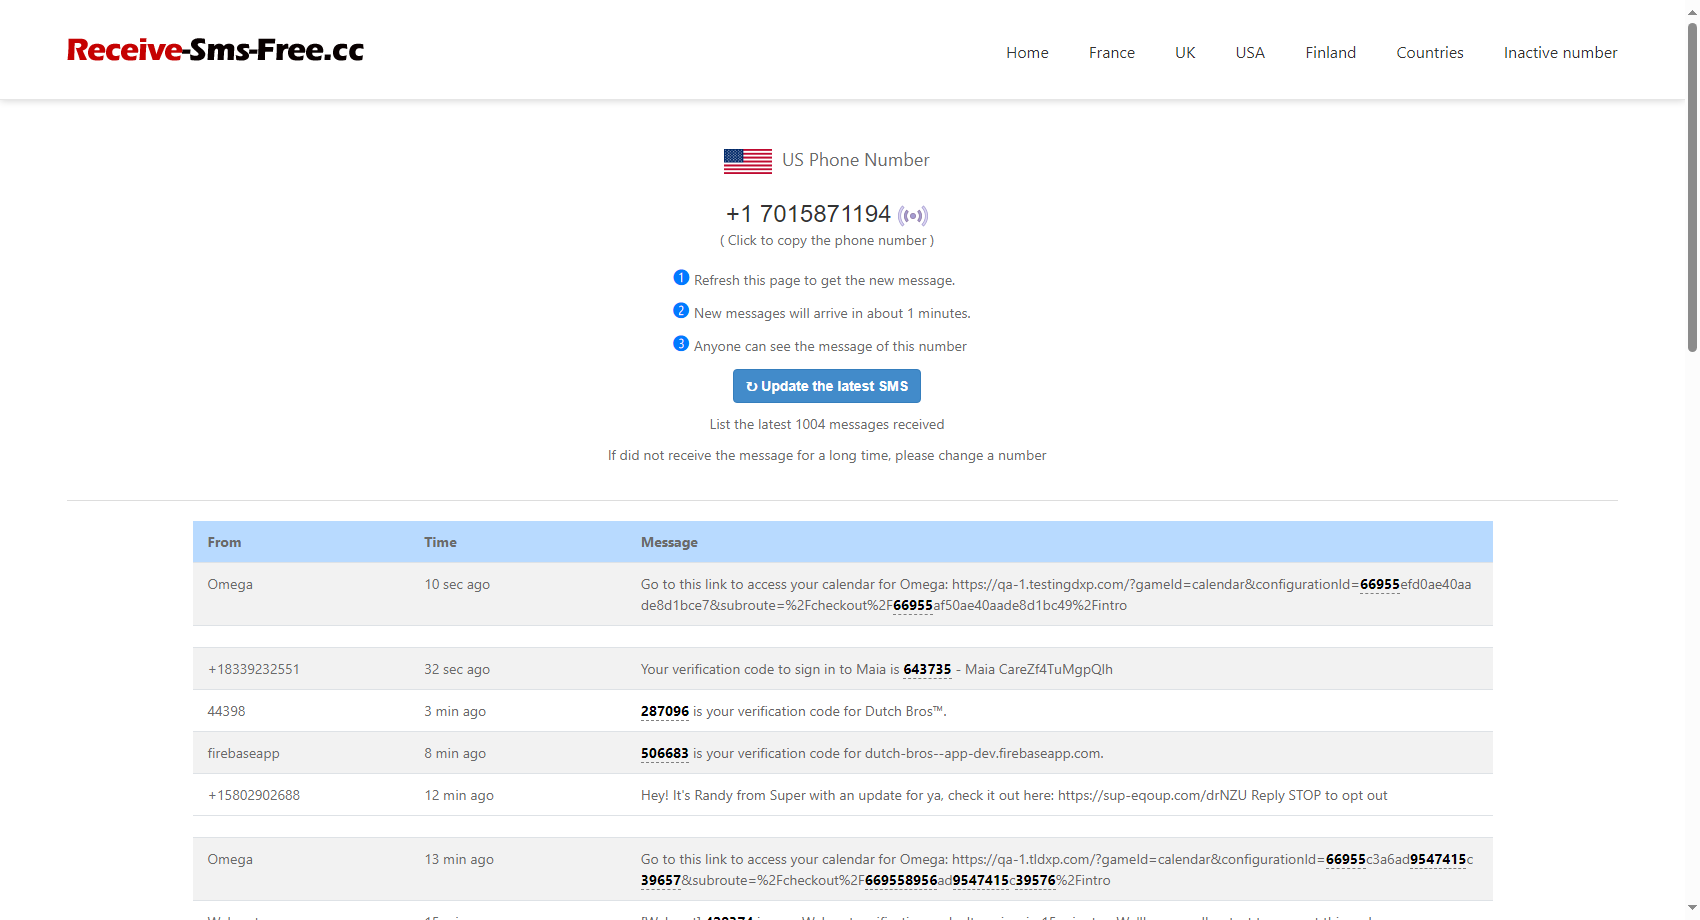 Receive-Sms-Free.cc
Home France UK USA Finland Countries Inactive number
US Phone Number
+1 7015871194
( Click to copy the phone number )
1 Refresh this page to get the new message.
2 New messages will arrive in about 1 minutes.
3 Anyone can see the message of this number
↻ Update the latest SMS
List the latest 1004 messages received
If did not receive the message for a long time, please change a number
From Time Message
Omega 10 sec ago Go to this link to access your calendar for Omega: https://qa-1.testingdxp.com/?gameId=calendar&configurationId=66955efd0ae40aa
de8d1bce7&subroute=%2Fcheckout%2F66955af50ae40aade8d1bc49%2Fintro
+18339232551 32 sec ago Your verification code to sign in to Maia is 643735 - Maia CareZf4TuMgpQIh
44398 3 min ago 287096 is your verification code for Dutch Bros™.
firebaseapp 8 min ago 506683 is your verification code for dutch-bros--app-dev.firebaseapp.com.
+15802902688 12 min ago Hey! It's Randy from Super with an update for ya, check it out here: https://sup-eqoup.com/drNZU Reply STOP to opt out
Omega 13 min ago Go to this link to access your calendar for Omega: https://qa-1.tldxp.com/?gameId=calendar&configurationId=66955c3a6ad9547415c
39657&subroute=%2Fcheckout%2F669558956ad9547415c39576%2Fintro